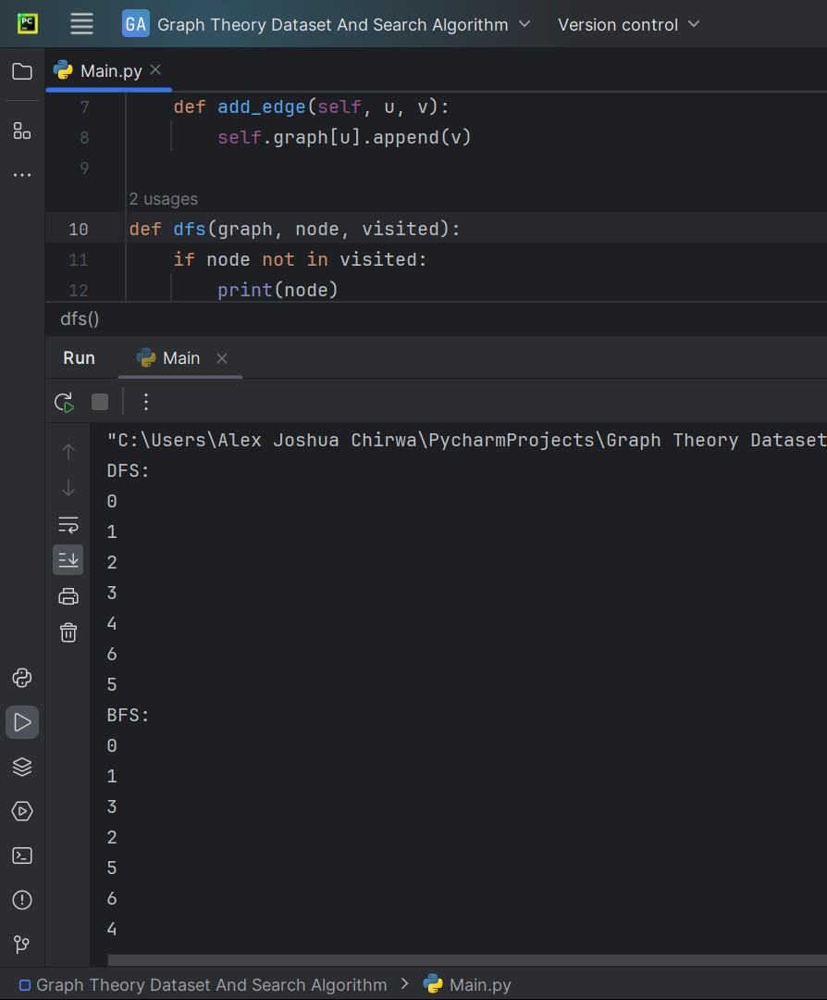 PC
GA Graph Theory Dataset And Search Algorithm Version control
Main.py
7 def add_edge(self, u, v):
8 self.graph[u].append(v)
9
2 usages
10 def dfs(graph, node, visited):
11 if node not in visited:
12 print(node)
dfs()
Run Main
"C:\Users\Alex Joshua Chirwa\PycharmProjects\Graph Theory Dataset
DFS:
0
1
2
3
4
6
5
BFS:
0
1
3
2
5
6
4
Graph Theory Dataset And Search Algorithm > Main.py